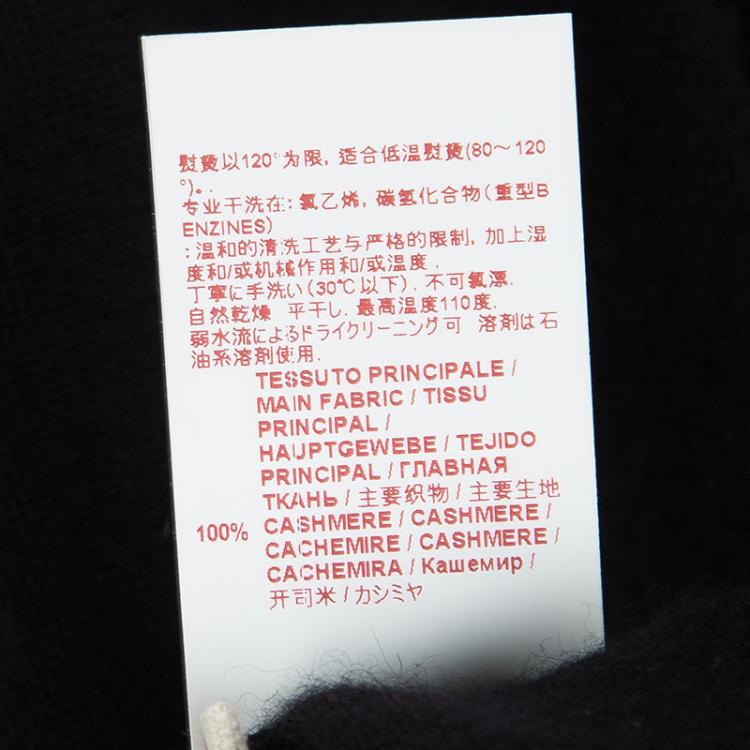 熨烫以120°为限, 适合低温熨烫(80～120
°)。.
专业干洗在: 氯乙烯, 碳氢化合物(重型B
ENZINES)
:温和的清洗工艺与严格的限制, 加上湿
度和/或机械作用和/或温度.
丁寧に手洗い(30℃以下). 不可氯漂.
自然乾燥 平干し. 最高温度110度.
弱水流によるドライクリーニング可 溶剤は石
油系溶剤使用.
TESSUTO PRINCIPALE /
MAIN FABRIC / TISSU
PRINCIPAL /
HAUPTGEWEBE / TEJIDO
PRINCIPAL / ГЛАВНАЯ
ТКАНЬ / 主要织物 / 主要生地
100% CASHMERE / CASHMERE /
CACHEMIRE / CASHMERE /
CACHEMIRA / Кашемир /
开司米 / カシミヤ